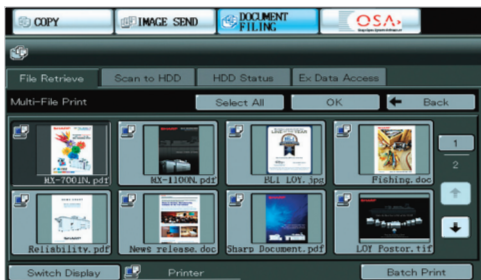 COPY
IMAGE SEND
DOCUMENT
FILING
OSA
File Retrieve
Scan to HDD
HDD Status
Ex Data Access
Multi-File Print
Select All
OK
Back
MX-7001N.pdf
MX-1100N.pdf
BLI LOY.jpg
Fishing.doc
1
2
Reliability.pdf
News release.doc
Sharp Document.pdf
LOY Postor.tif
Switch Display
Printer
Batch Print